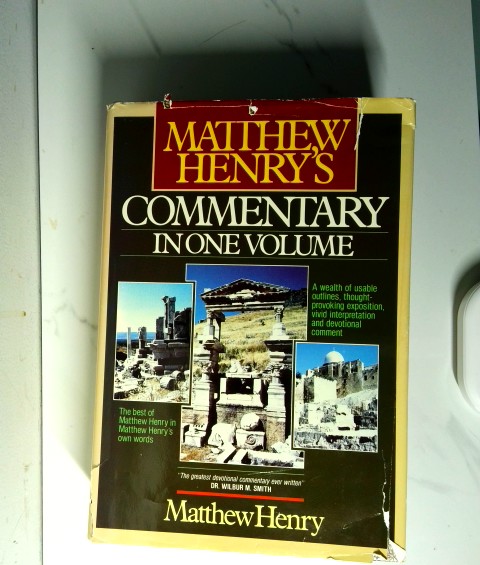 MATTHEW
HENRY'S
COMMENTARY
IN ONE VOLUME
A wealth of usable
outlines, thought-
provoking exposition,
vivid interpretation
and devotional
comment
The best of
Matthew Henry in
Matthew Henry's
own words
"The greatest devotional commentary ever written"
DR. WILBUR M. SMITH
Matthew Henry